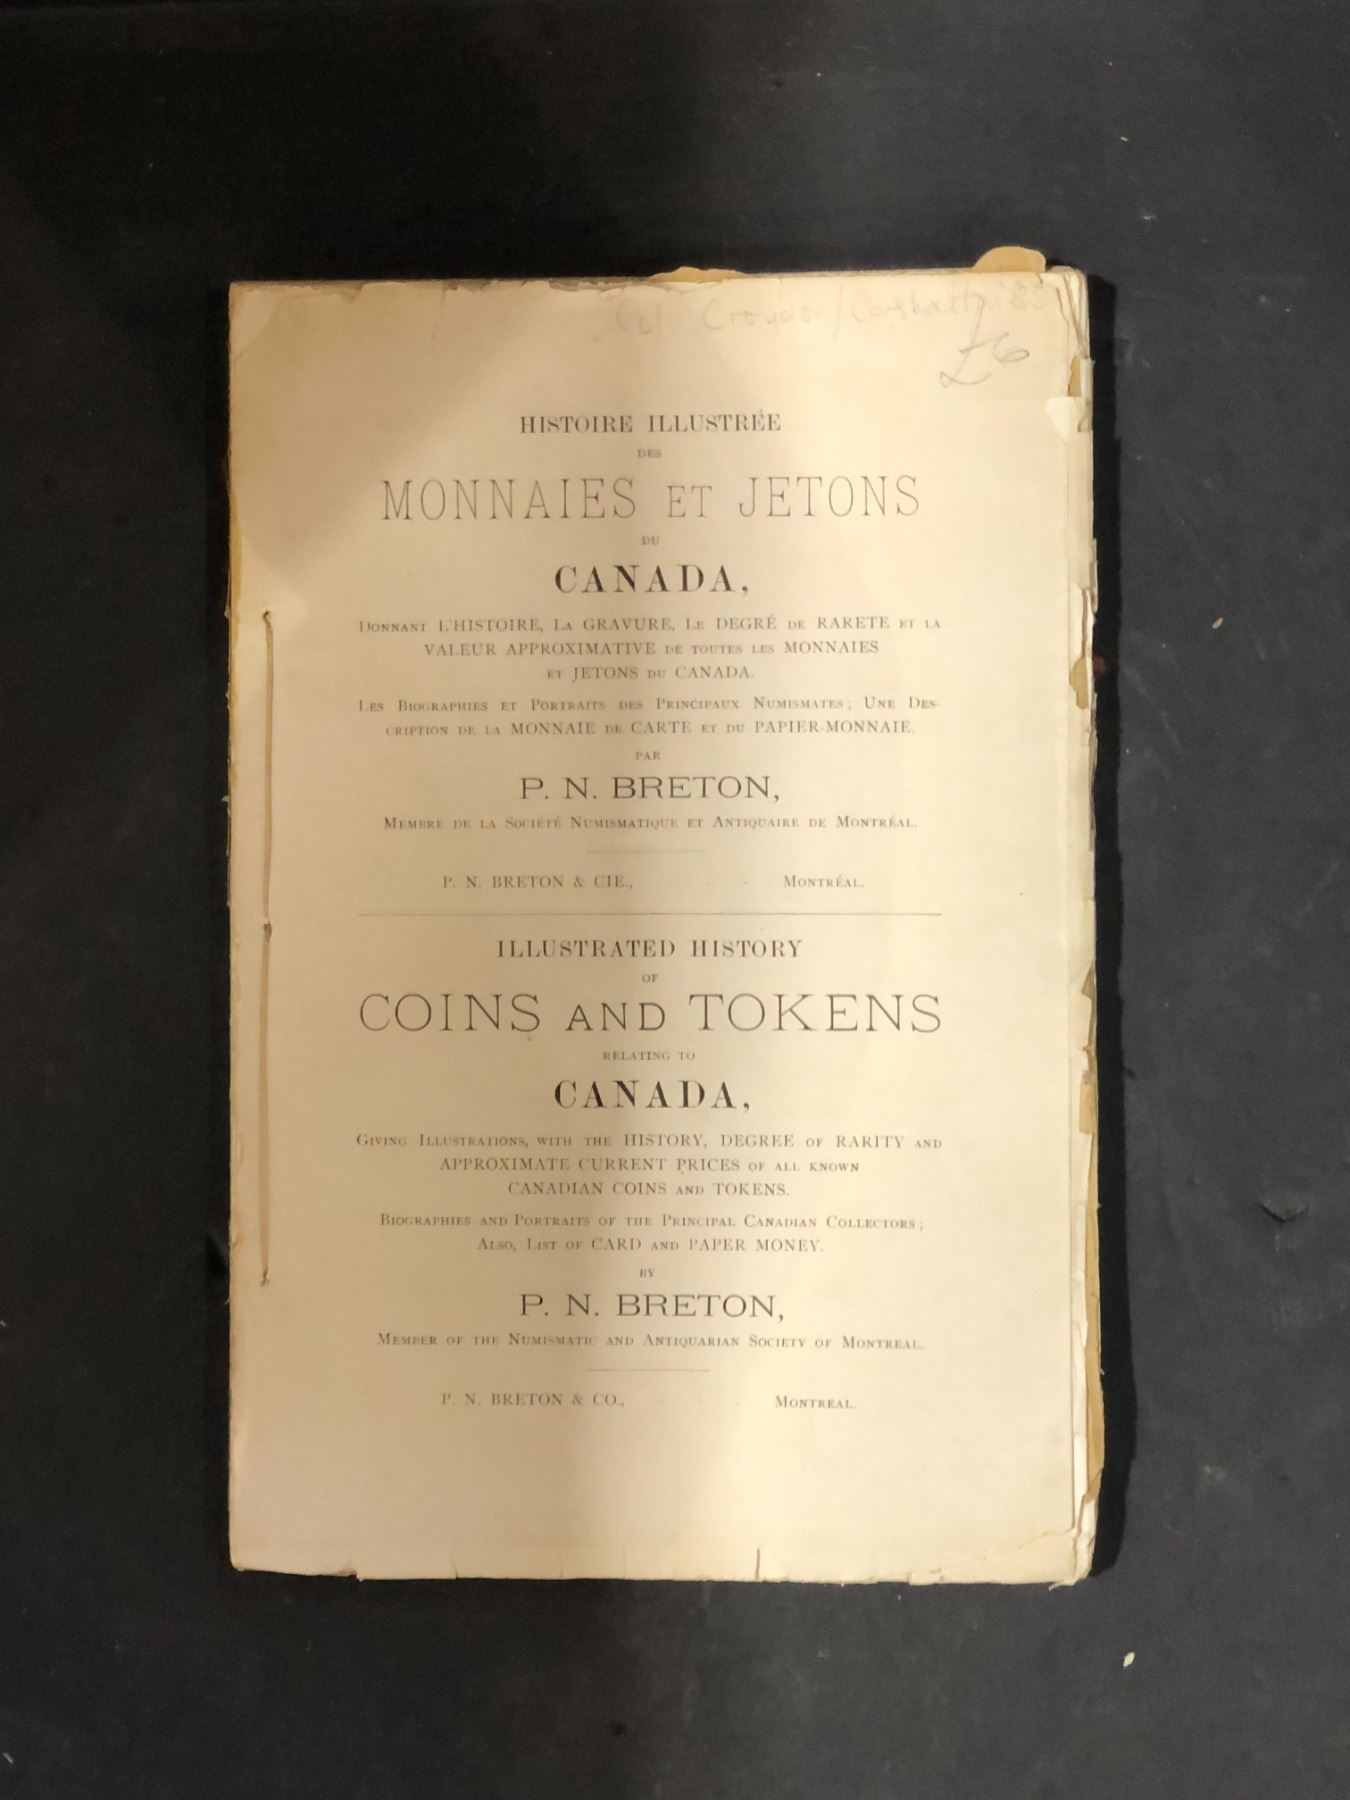 Col Croydon / Carshalton '83
£6
HISTOIRE ILLUSTRÉE
DES
MONNAIES ET JETONS
DU
CANADA,
DONNANT L'HISTOIRE, LA GRAVURE, LE DEGRÉ DE RARETE ET LA
VALEUR APPROXIMATIVE DE TOUTES LES MONNAIES
ET JETONS DU CANADA.
LES BIOGRAPHIES ET PORTRAITS DES PRINCIPAUX NUMISMATES; UNE DES-
CRIPTION DE LA MONNAIE DE CARTE ET DU PAPIER-MONNAIE.
PAR
P. N. BRETON,
MEMBRE DE LA SOCIÉTÉ NUMISMATIQUE ET ANTIQUAIRE DE MONTRÉAL.
P. N. BRETON & CIE., - - MONTRÉAL.
ILLUSTRATED HISTORY
OF
COINS AND TOKENS
RELATING TO
CANADA,
GIVING ILLUSTRATIONS, WITH THE HISTORY, DEGREE OF RARITY AND
APPROXIMATE CURRENT PRICES OF ALL KNOWN
CANADIAN COINS AND TOKENS.
BIOGRAPHIES AND PORTRAITS OF THE PRINCIPAL CANADIAN COLLECTORS;
ALSO, LIST OF CARD AND PAPER MONEY.
BY
P. N. BRETON,
MEMBER OF THE NUMISMATIC AND ANTIQUARIAN SOCIETY OF MONTREAL.
P. N. BRETON & CO., - - - MONTREAL.